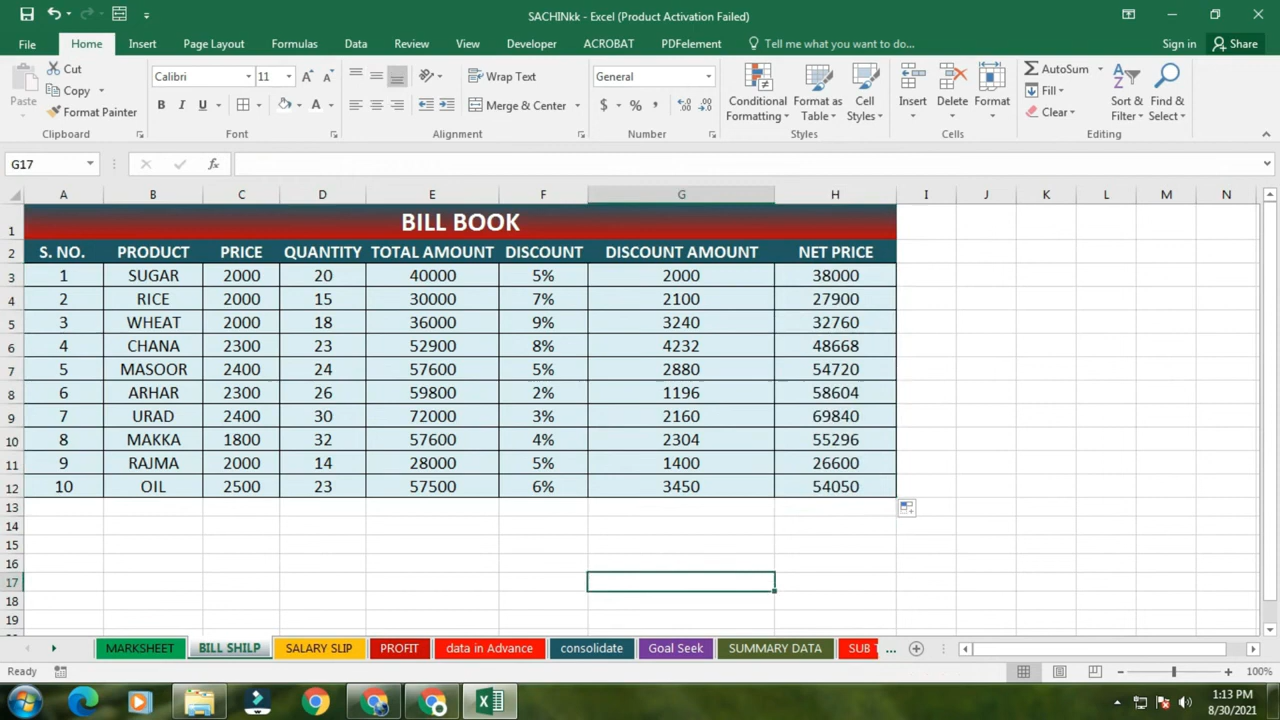 SACHINkk - Excel (Product Activation Failed)
File Home Insert Page Layout Formulas Data Review View Developer ACROBAT PDFelement Tell me what you want to do... Sign in Share
Paste
Cut
Copy
Format Painter
Clipboard
Calibri 11
B I U A
Font
Wrap Text
Merge & Center
Alignment
General
$ % ,
Number
Conditional Formatting
Format as Table
Cell Styles
Styles
Insert Delete Format
Cells
AutoSum
Fill
Clear
Sort & Filter
Find & Select
Editing
G17 fx
A B C D E F G H I J K L M N
1 BILL BOOK
2 S. NO. PRODUCT PRICE QUANTITY TOTAL AMOUNT DISCOUNT DISCOUNT AMOUNT NET PRICE
3 1 SUGAR 2000 20 40000 5% 2000 38000
4 2 RICE 2000 15 30000 7% 2100 27900
5 3 WHEAT 2000 18 36000 9% 3240 32760
6 4 CHANA 2300 23 52900 8% 4232 48668
7 5 MASOOR 2400 24 57600 5% 2880 54720
8 6 ARHAR 2300 26 59800 2% 1196 58604
9 7 URAD 2400 30 72000 3% 2160 69840
10 8 MAKKA 1800 32 57600 4% 2304 55296
11 9 RAJMA 2000 14 28000 5% 1400 26600
12 10 OIL 2500 23 57500 6% 3450 54050
13
14
15
16
17
18
19
MARKSHEET BILL SHILP SALARY SLIP PROFIT data in Advance consolidate Goal Seek SUMMARY DATA SUB T ...
Ready 100%
1:13 PM
8/30/2021